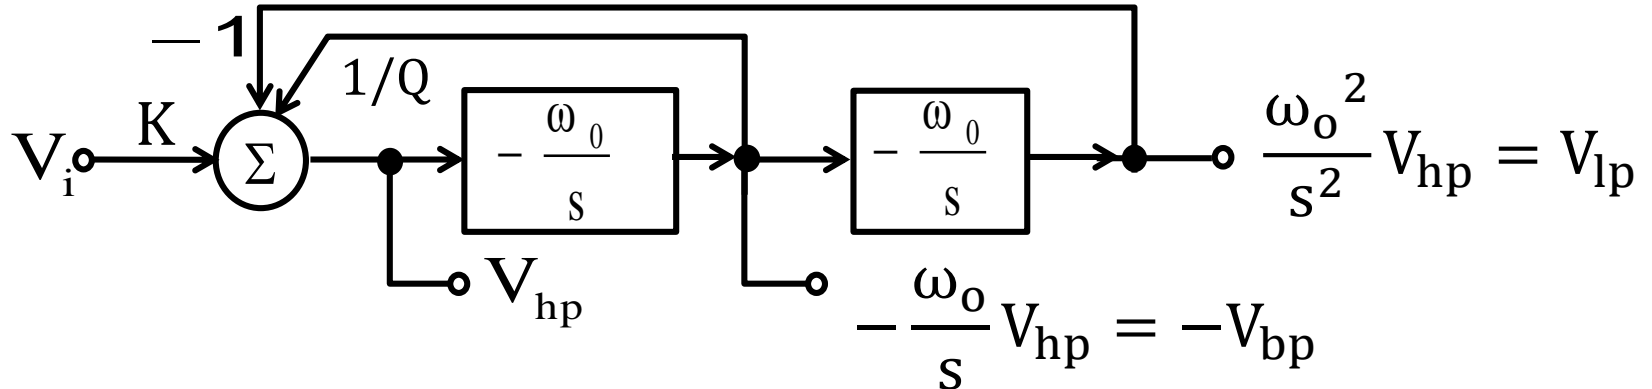 − 1
1/Q
K
V_i
Σ
− ω_0 / s
− ω_0 / s
ω_o^2 / s^2 V_hp = V_lp
V_hp
− ω_o / s V_hp = −V_bp